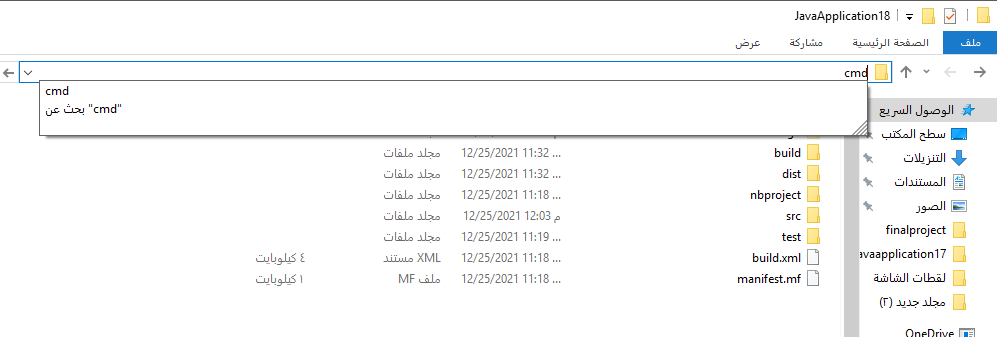 JavaApplication18
ملف
الصفحة الرئيسية
مشاركة
عرض
cmd
cmd
بحث عن "cmd"
الوصول السريع
سطح المكتب
التنزيلات
المستندات
الصور
finalproject
avaapplication17
لقطات الشاشة
مجلد جديد (٢)
OneDrive
build 12/25/2021 11:32 ... مجلد ملفات
dist 12/25/2021 11:32 ... مجلد ملفات
nbproject 12/25/2021 11:18 ... مجلد ملفات
src 12/25/2021 12:03 م مجلد ملفات
test 12/25/2021 11:19 ... مجلد ملفات
build.xml 12/25/2021 11:18 ... مستند XML ٤ كيلوبايت
manifest.mf 12/25/2021 11:18 ... ملف MF ١ كيلوبايت